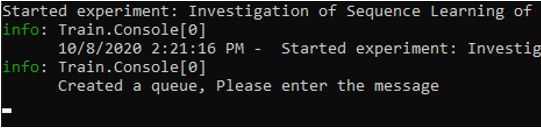 Started experiment: Investigation of Sequence Learning of
info: Train.Console[0]
10/8/2020 2:21:16 PM -  Started experiment: Investig
info: Train.Console[0]
Created a queue, Please enter the message